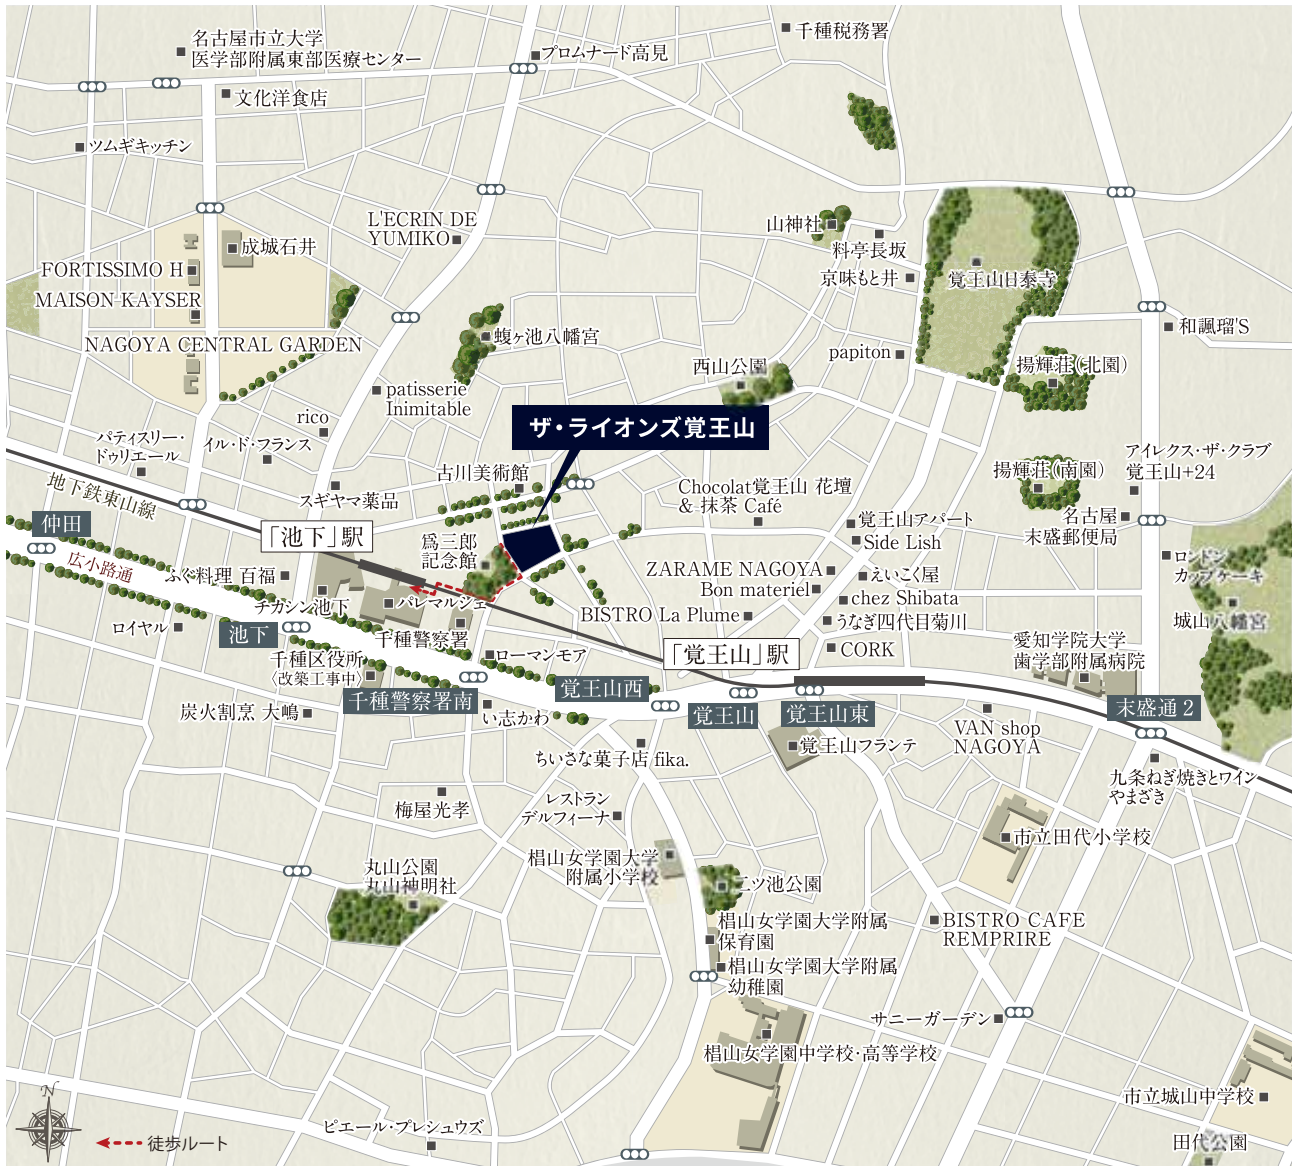 名古屋市立大学
医学部附属東部医療センター
プロムナード高見
千種税務署
文化洋食店
ツムギキッチン
L'ECRIN DE
YUMIKO
成城石井
FORTISSIMO H
MAISON KAYSER
NAGOYA CENTRAL GARDEN
山神社
料亭長坂
京味もと井
覚王山日泰寺
和諷瑠'S
蝮ヶ池八幡宮
papiton
西山公園
揚輝荘(北園)
patisserie
Inimitable
rico
ザ・ライオンズ覚王山
パティスリー・
ドゥリエール
イル・ド・フランス
古川美術館
揚輝荘(南園)
アイレクス・ザ・クラブ
覚王山+24
地下鉄東山線
スギヤマ薬品
Chocolat覚王山 花壇
& 抹茶 Café
仲田
「池下」駅
爲三郎
記念館
覚王山アパート
Side Lish
名古屋
末盛郵便局
広小路通
ふぐ料理 百福
ZARAME NAGOYA
Bon materiel
えいこく屋
chez Shibata
ロンドン
カップケーキ
チカシン池下
パレマルシェ
BISTRO La Plume
うなぎ四代目菊川
城山八幡宮
ロイヤル
池下
千種警察署
CORK
愛知学院大学
歯学部附属病院
千種区役所
〈改築工事中〉
ローマンモア
「覚王山」駅
千種警察署南
覚王山西
覚王山
覚王山東
末盛通2
炭火割烹 大嶋
い志かわ
VAN shop
NAGOYA
覚王山フランテ
ちいさな菓子店 fika.
九条ねぎ焼きとワイン
やまざき
梅屋光孝
レストラン
デルフィーナ
市立田代小学校
丸山公園
丸山神明社
椙山女学園大学
附属小学校
二ツ池公園
椙山女学園大学附属
保育園
BISTRO CAFE
REMPRIRE
椙山女学園大学附属
幼稚園
サニーガーデン
椙山女学園中学校・高等学校
市立城山中学校
N
徒歩ルート
ピエール・プレシュウズ
田代公園